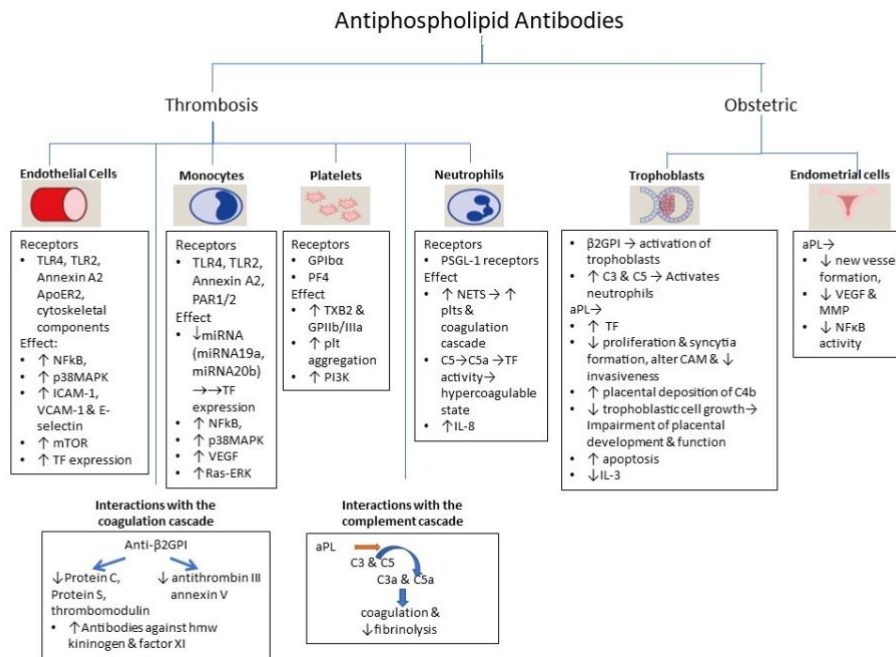 Antiphospholipid Antibodies
Thrombosis
Obstetric
Endothelial Cells
Receptors
• TLR4, TLR2,
Annexin A2
ApoER2,
cytoskeletal
components
Effect:
• ↑ NFkB,
• ↑ p38MAPK
• ↑ ICAM-1,
VCAM-1 & E-
selectin
• ↑ mTOR
• ↑ TF expression
Monocytes
Receptors
• TLR4, TLR2,
Annexin A2,
PAR1/2
Effect
• ↓miRNA
(miRNA19a,
miRNA20b)
→→TF
expression
• ↑ NFkB,
• ↑ p38MAPK
• ↑ VEGF
• ↑Ras-ERK
Platelets
Receptors
• GPIbα
• PF4
Effect
• ↑ TXB2 &
GPIIb/IIIa
• ↑ plt
aggregation
• ↑ PI3K
Neutrophils
Receptors
• PSGL-1 receptors
Effect
• ↑ NETS → ↑
plts &
coagulation
cascade
• C5→C5a →TF
activity→
hypercoagulable
state
• ↑IL-8
Trophoblasts
• β2GPI → activation of
trophoblasts
• ↑ C3 & C5 → Activates
neutrophils
aPL→
• ↑ TF
• ↓ proliferation & syncytia
formation, alter CAM & ↓
invasiveness
• ↑ placental deposition of C4b
• ↓ trophoblastic cell growth→
Impairment of placental
development & function
• ↑ apoptosis
• ↓IL-3
Endometrial cells
aPL→
• ↓ new vesse
formation,
• ↓ VEGF &
MMP
• ↓ NFκB
activity
Interactions with the
coagulation cascade
Anti-β2GPI
↓Protein C,
Protein S,
thrombomodulin
↓ antithrombin III
annexin V
• ↑Antibodies against hmw
kininogen & factor XI
Interactions with the
complement cascade
aPL
C3 & C5
C3a & C5a
coagulation &
↓fibrinolysis